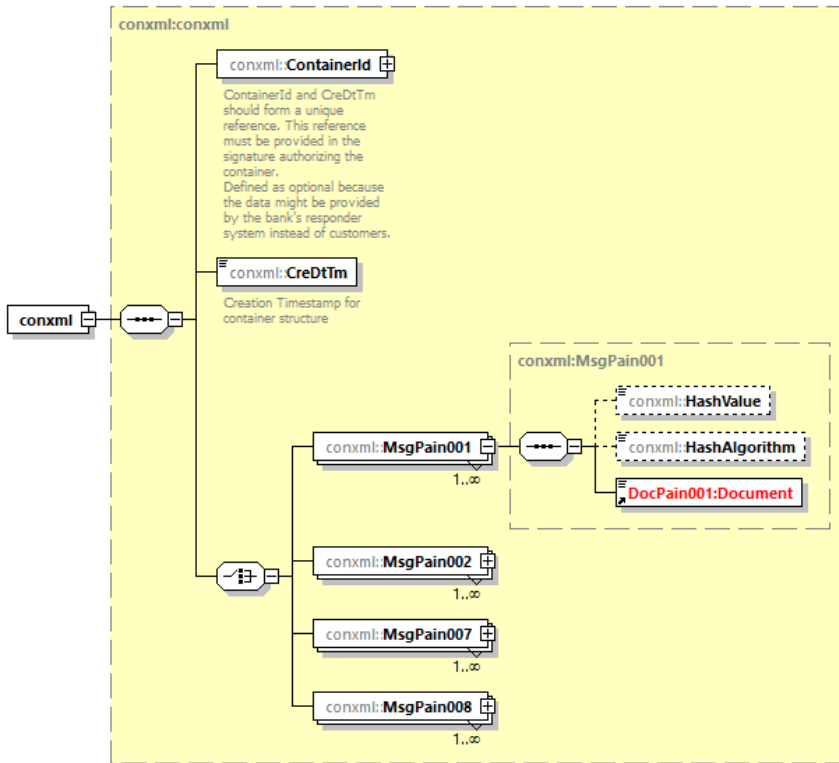 conxml:conxml
conxml::ContainerId
ContainerId and CreDtTm
should form a unique
reference. This reference
must be provided in the
signature authorizing the
container.
Defined as optional because
the data might be provided
by the bank's responder
system instead of customers.
conxml::CreDtTm
Creation Timestamp for
container structure
conxml
conxml:MsgPain001
conxml::HashValue
conxml::MsgPain001
1..∞
conxml::HashAlgorithm
DocPain001:Document
conxml::MsgPain002
1..∞
conxml::MsgPain007
1..∞
conxml::MsgPain008
1..∞